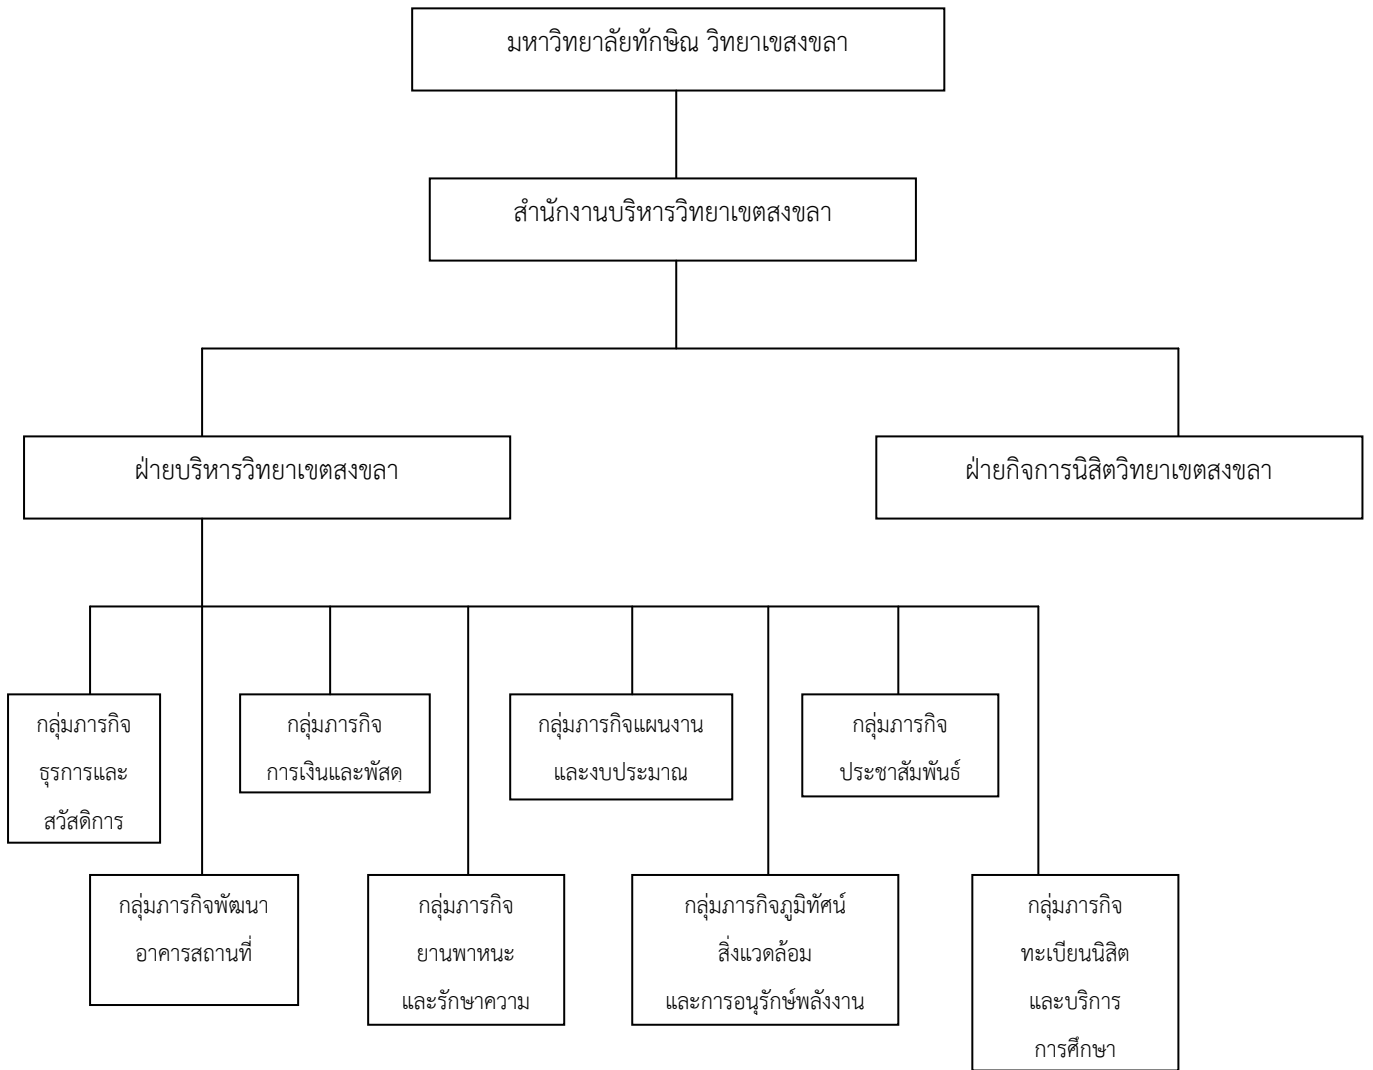 มหาวิทยาลัยทักษิณ วิทยาเขสงขลา
สำนักงานบริหารวิทยาเขตสงขลา
ฝ่ายบริหารวิทยาเขตสงขลา
ฝ่ายกิจการนิสิตวิทยาเขตสงขลา
กลุ่มภารกิจ
ธุรการและ
สวัสดิการ
กลุ่มภารกิจ
การเงินและพัสด
กลุ่มภารกิจแผนงาน
และงบประมาณ
กลุ่มภารกิจ
ประชาสัมพันธ์
กลุ่มภารกิจพัฒนา
อาคารสถานที่
กลุ่มภารกิจ
ยานพาหนะ
และรักษาความ
กลุ่มภารกิจภูมิทัศน์
สิ่งแวดล้อม
และการอนุรักษ์พลังงาน
กลุ่มภารกิจ
ทะเบียนนิสิต
และบริการ
การศึกษา